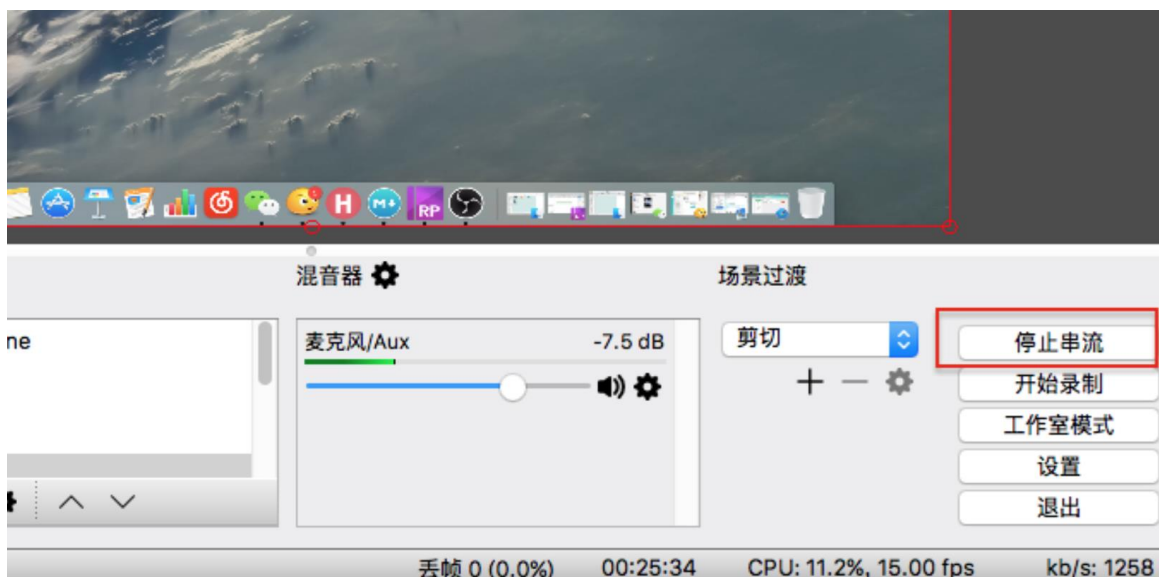 H M+ RP
混音器 场景过渡
ne 麦克风/Aux -7.5 dB 剪切 停止串流
开始录制
工作室模式
设置
退出
丢帧 0 (0.0%) 00:25:34 CPU: 11.2%, 15.00 fps kb/s: 1258